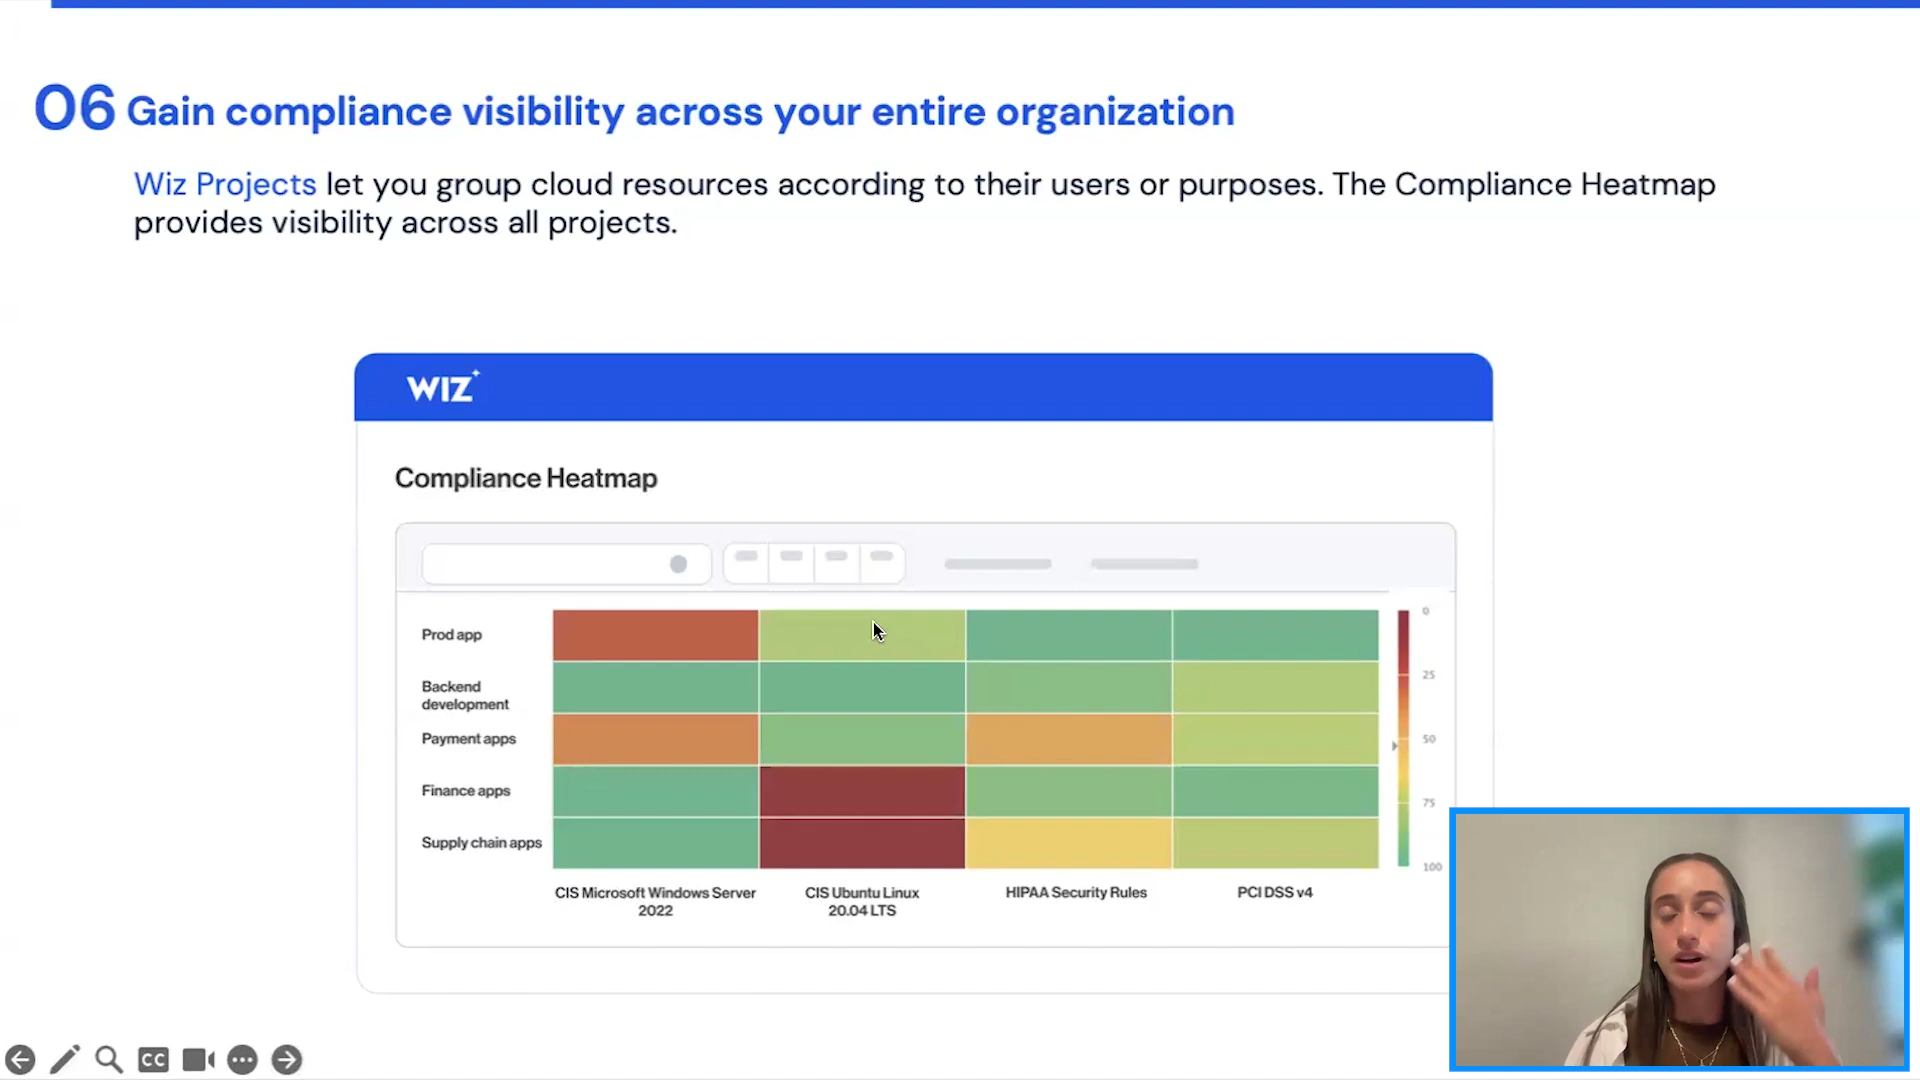 06 Gain compliance visibility across your entire organization
Wiz Projects let you group cloud resources according to their users or purposes. The Compliance Heatmap
provides visibility across all projects.
WIZ
Compliance Heatmap
Prod app
Backend
development
Payment apps
Finance apps
Supply chain apps
0
25
50
75
100
CIS Microsoft Windows Server
2022
CIS Ubuntu Linux
20.04 LTS
HIPAA Security Rules
PCI DSS v4
CC